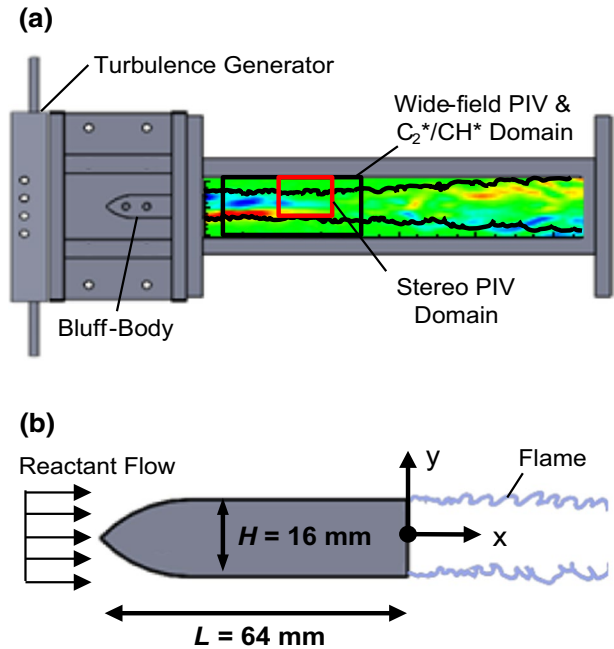 (a)
Turbulence Generator
Wide-field PIV &
C₂*/CH* Domain
Stereo PIV
Domain
Bluff-Body
(b)
Reactant Flow
y
Flame
H = 16 mm
x
L = 64 mm